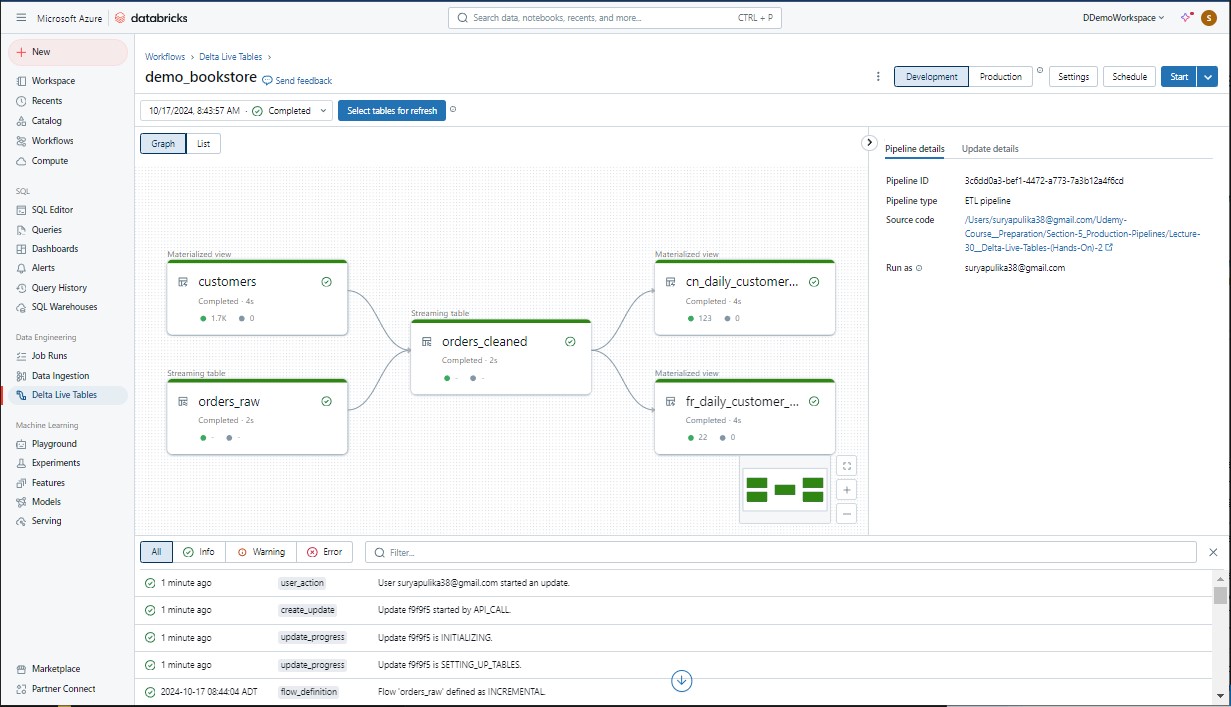 Microsoft Azure databricks
Search data, notebooks, recents, and more... CTRL + P
DDemoWorkspace S
New
Workspace
Recents
Catalog
Workflows
Compute
SQL
SQL Editor
Queries
Dashboards
Alerts
Query History
SQL Warehouses
Data Engineering
Job Runs
Data Ingestion
Delta Live Tables
Machine Learning
Playground
Experiments
Features
Models
Serving
Marketplace
Partner Connect
Workflows › Delta Live Tables ›
demo_bookstore Send feedback
Development Production Settings Schedule Start
10/17/2024, 8:43:57 AM · Completed Select tables for refresh
Graph List
Materialized view
customers
Completed · 4s
1.7K 0
Streaming table
orders_raw
Completed · 2s
- -
Streaming table
orders_cleaned
Completed · 2s
- -
Materialized view
cn_daily_customer...
Completed · 4s
123 0
Materialized view
fr_daily_customer_...
Completed · 4s
22 0
Pipeline details Update details
Pipeline ID 3c6dd0a3-bef1-4472-a773-7a3b12a4f6cd
Pipeline type ETL pipeline
Source code /Users/suryapulika38@gmail.com/Udemy-
Course__Preparation/Section-5_Production-Pipelines/Lecture-
30__Delta-Live-Tables-(Hands-On)-2
Run as suryapulika38@gmail.com
All Info Warning Error Filter...
1 minute ago user_action User suryapulika38@gmail.com started an update.
1 minute ago create_update Update f9f9f5 started by API_CALL.
1 minute ago update_progress Update f9f9f5 is INITIALIZING.
1 minute ago update_progress Update f9f9f5 is SETTING_UP_TABLES.
2024-10-17 08:44:04 ADT flow_definition Flow 'orders_raw' defined as INCREMENTAL.